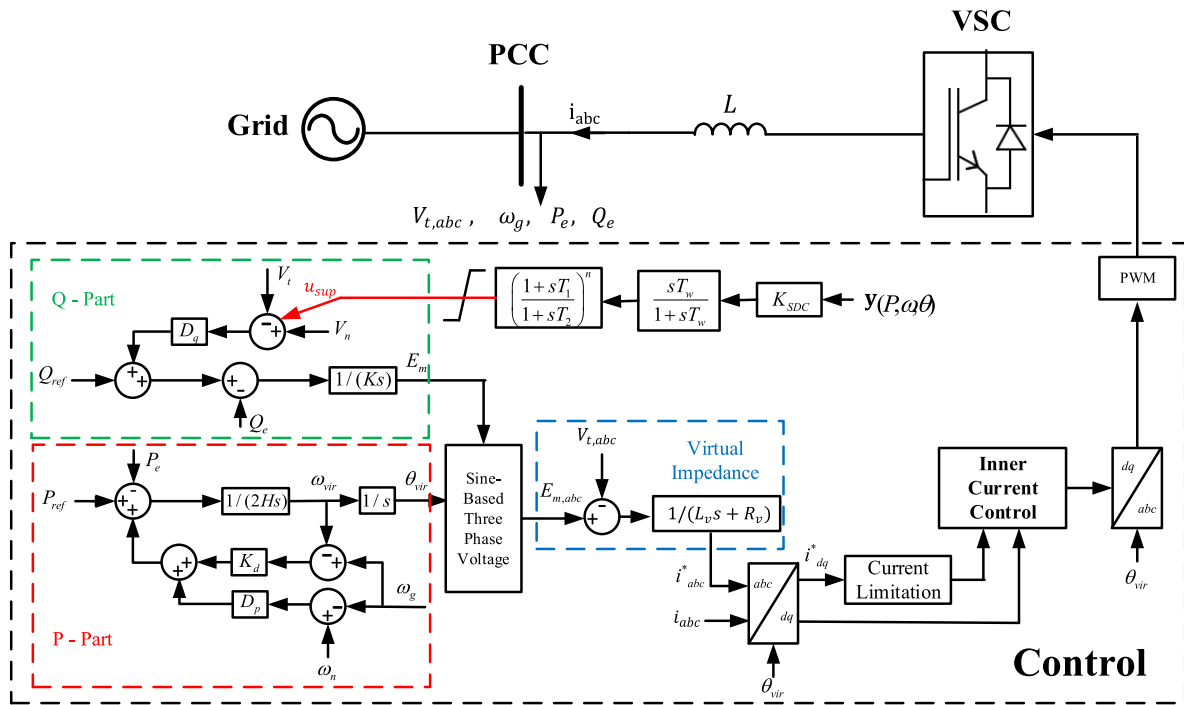 VSC
PCC
Grid
i_abc
L
V_{t,abc} , ω_g, P_e, Q_e
Q - Part
V_t
u_sup
(1 + sT_1 / 1 + sT_2)^n
sT_w / 1 + sT_w
K_SDC
y(P,ω,θ)
PWM
D_q
- +
V_n
Q_ref
+ +
+ -
1/(Ks)
E_m
Q_e
P_e
P_ref
- + +
1/(2Hs)
ω_vir
1/s
θ_vir
Sine-
Based
Three
Phase
Voltage
K_d
+ +
- +
D_p
+ -
ω_g
ω_n
P - Part
V_{t,abc}
Virtual
Impedance
E_{m,abc}
- +
1/(L_v s + R_v)
i*_abc
i_abc
abc
dq
θ_vir
i*_dq
Current
Limitation
Inner
Current
Control
dq
abc
θ_vir
Control